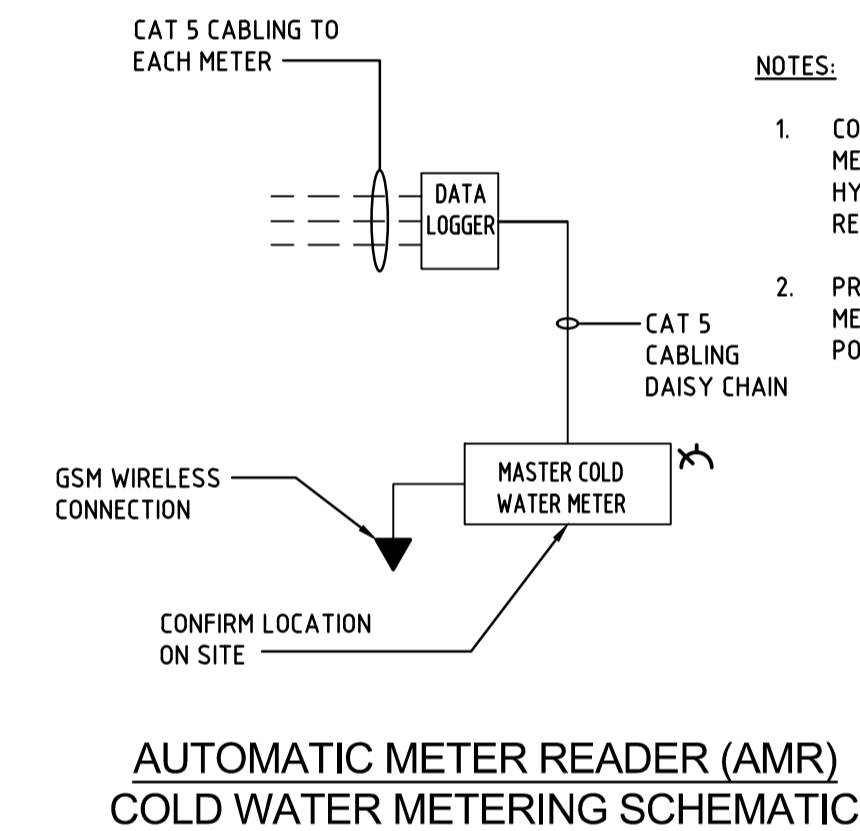 CAT 5 CABLING TO
EACH METER
NOTES:
1.
2.
DATA
LOGGER
CAT 5
CABLING
DAISY CHAIN
MASTER COLD
WATER METER
GSM WIRELESS
CONNECTION
CONFIRM LOCATION
ON SITE
AUTOMATIC METER READER (AMR)
COLD WATER METERING SCHEMATIC